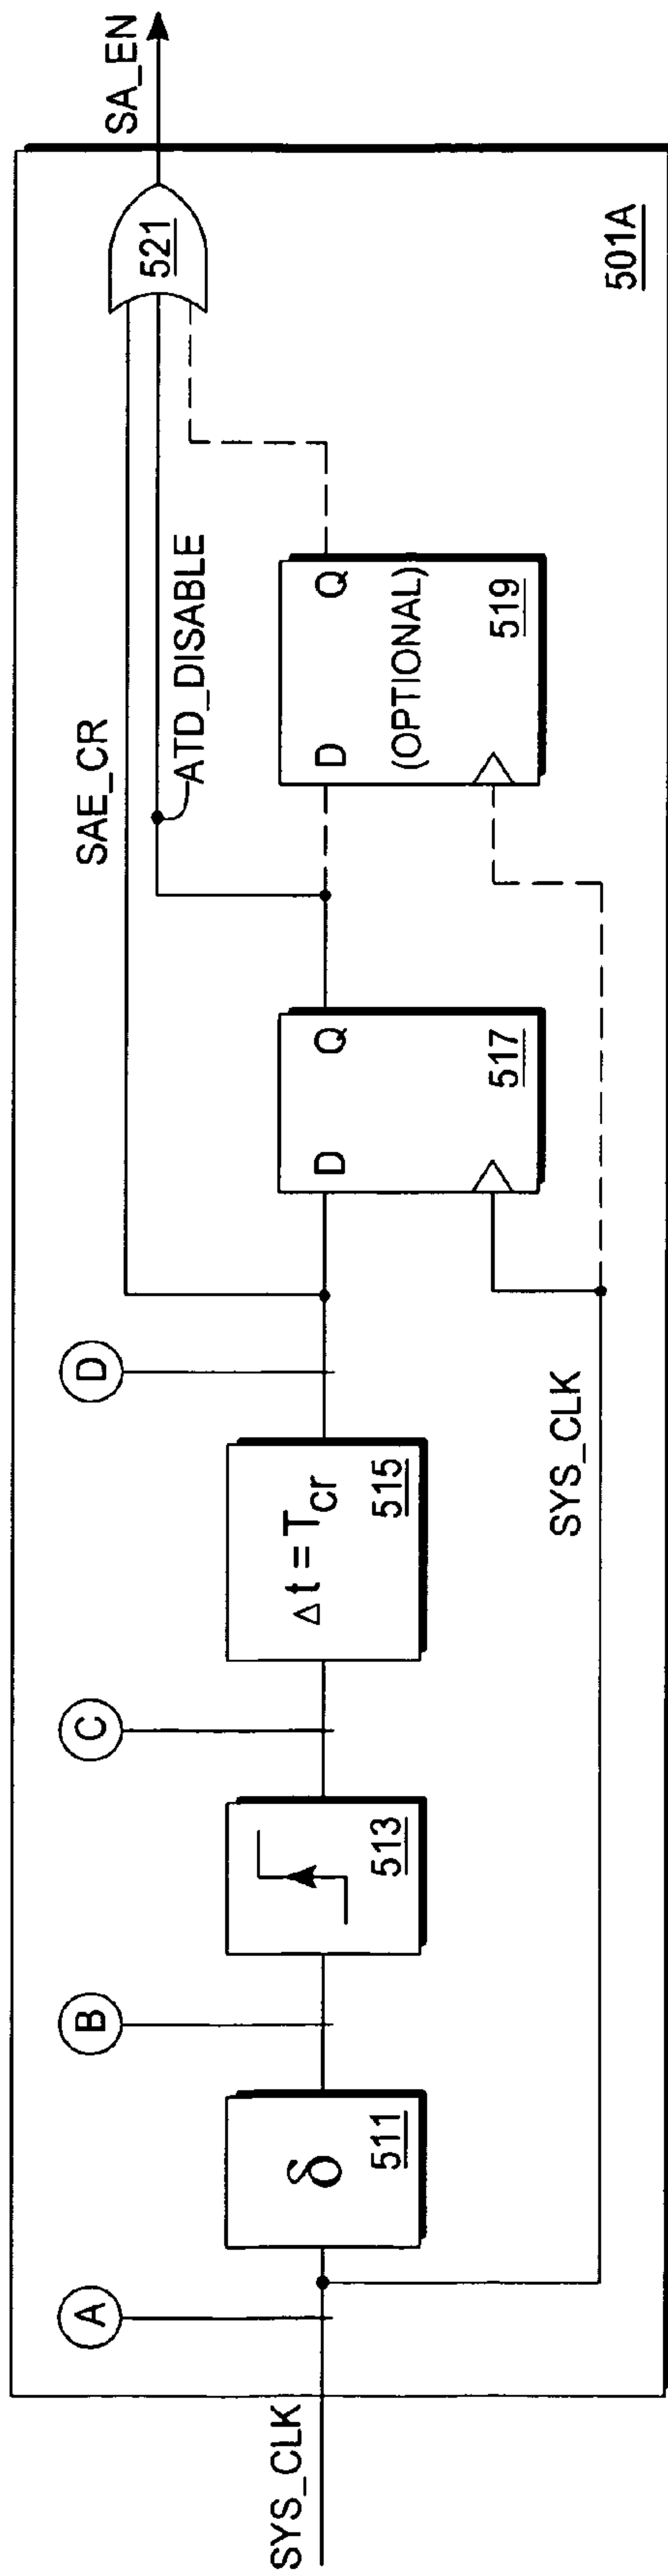 SYS_CLK
A
δ
511
B
513
C
Δt = Tcr
515
D
SAE_CR
ATD_DISABLE
D
Q
517
D
Q
(OPTIONAL)
519
SYS_CLK
521
SA_EN
501A